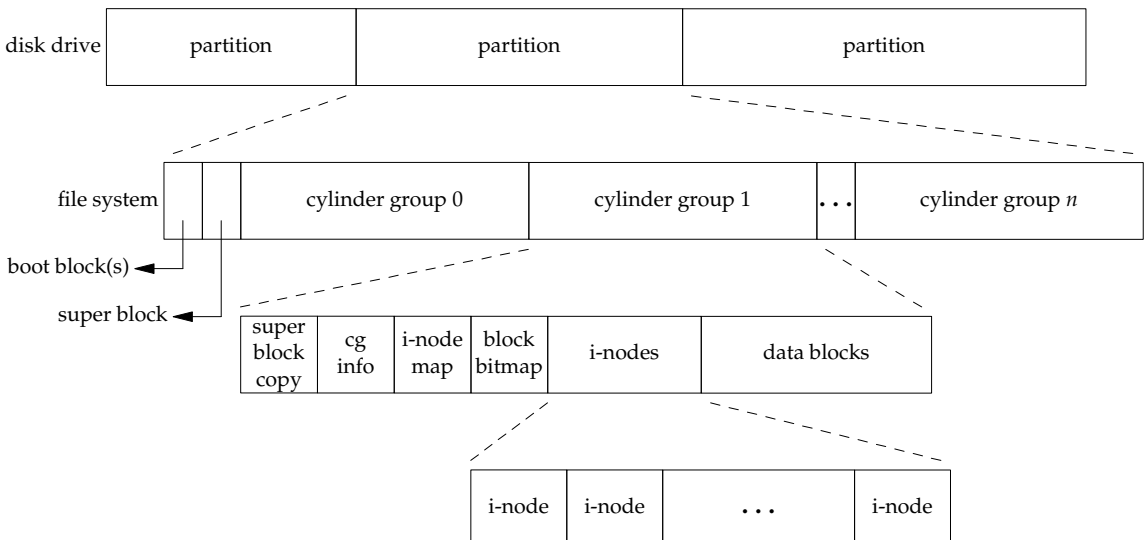 disk drive
partition
partition
partition
file system
cylinder group 0
cylinder group 1
...
cylinder group n
boot block(s)
super block
super
block
copy
cg
info
i-node
map
block
bitmap
i-nodes
data blocks
i-node
i-node
...
i-node